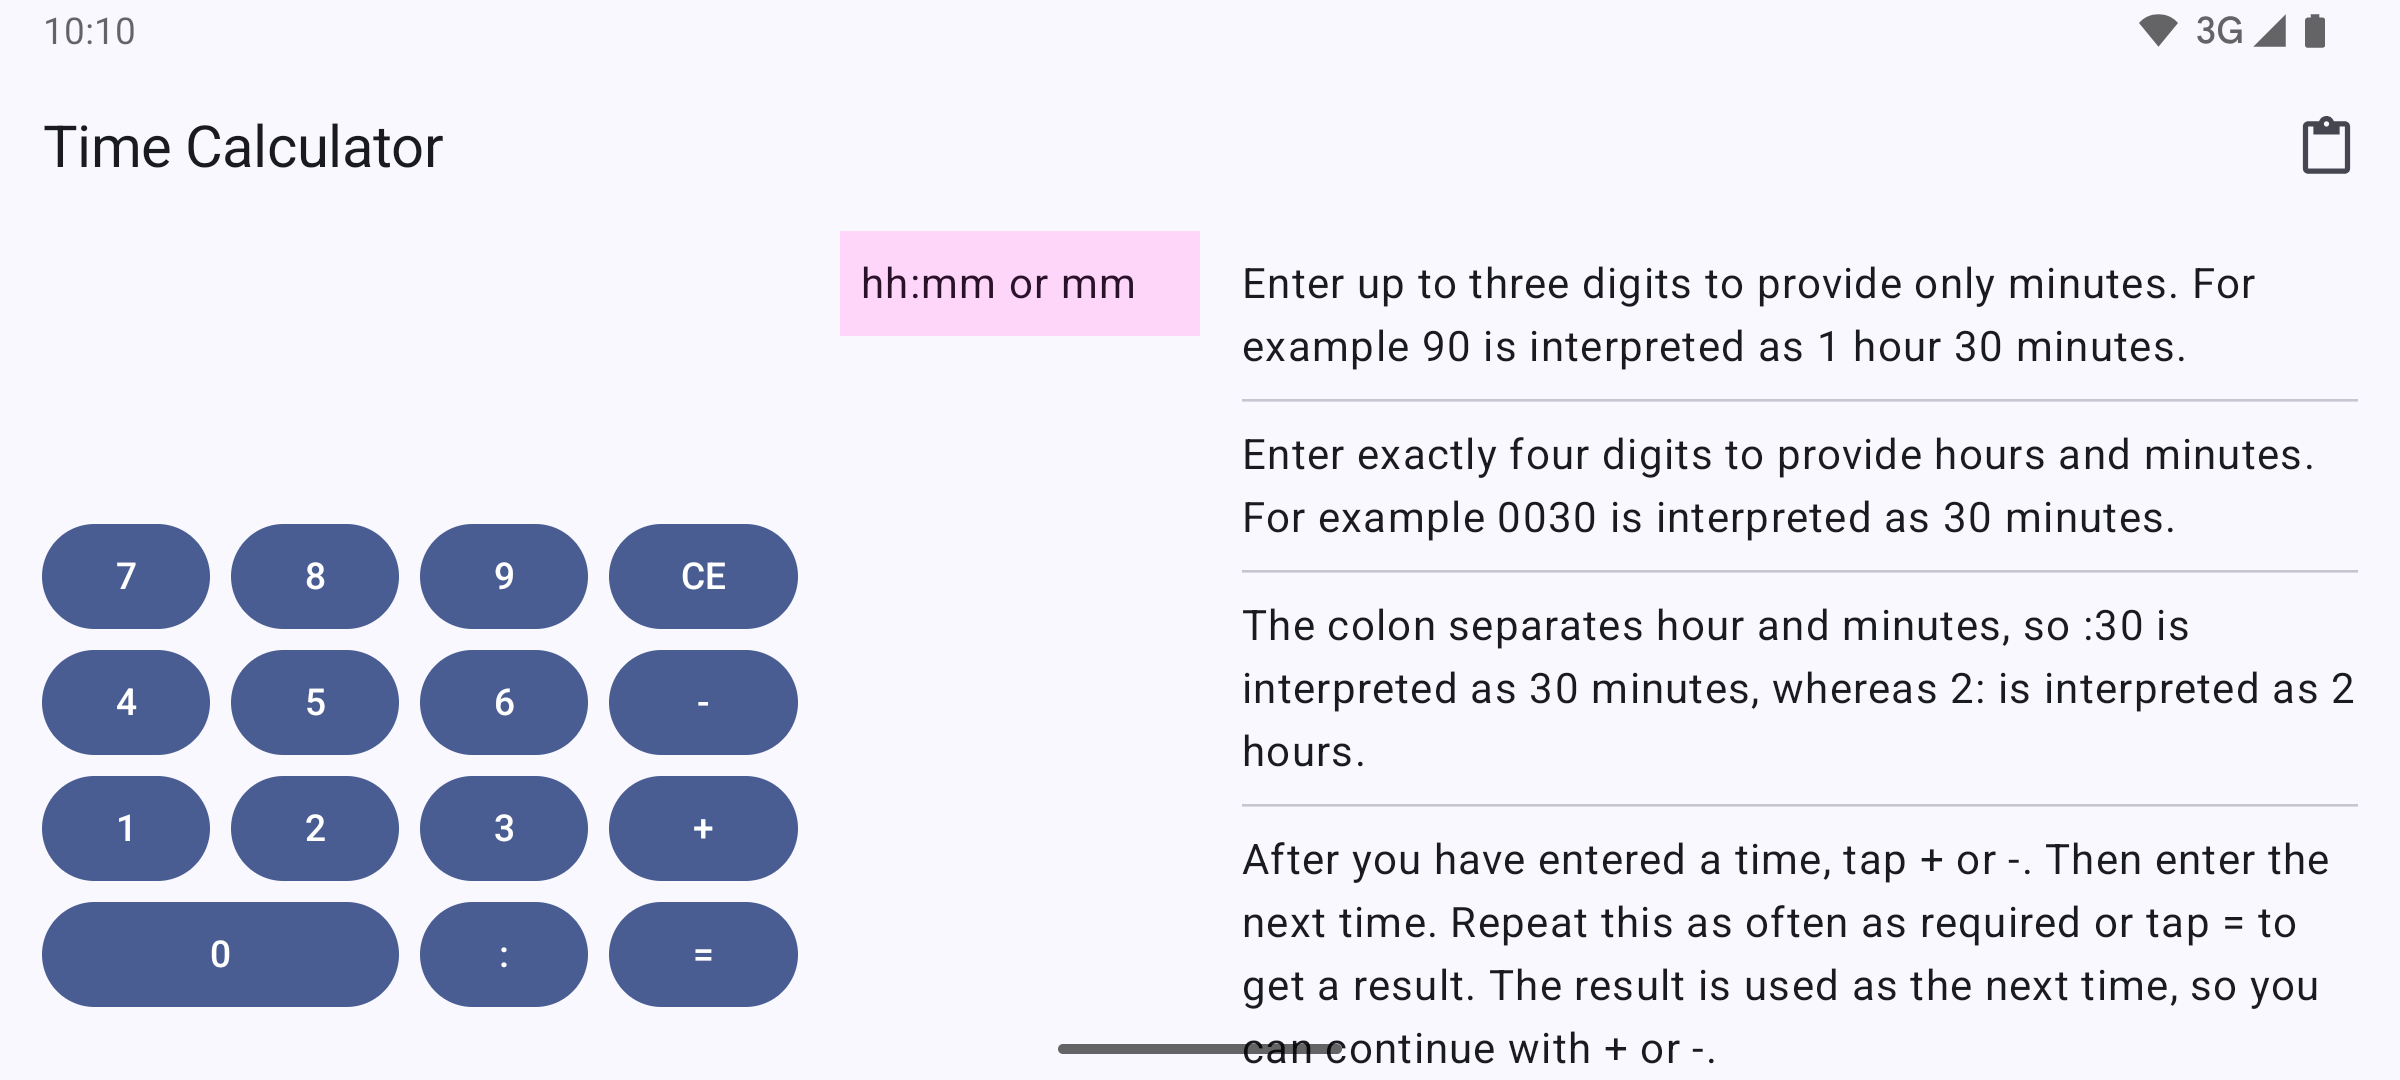 10:10
3G
Time Calculator
hh:mm or mm
7 8 9 CE
4 5 6 -
1 2 3 +
0 : =
Enter up to three digits to provide only minutes. For
example 90 is interpreted as 1 hour 30 minutes.
Enter exactly four digits to provide hours and minutes.
For example 0030 is interpreted as 30 minutes.
The colon separates hour and minutes, so :30 is
interpreted as 30 minutes, whereas 2: is interpreted as 2
hours.
After you have entered a time, tap + or -. Then enter the
next time. Repeat this as often as required or tap = to
get a result. The result is used as the next time, so you
can continue with + or -.